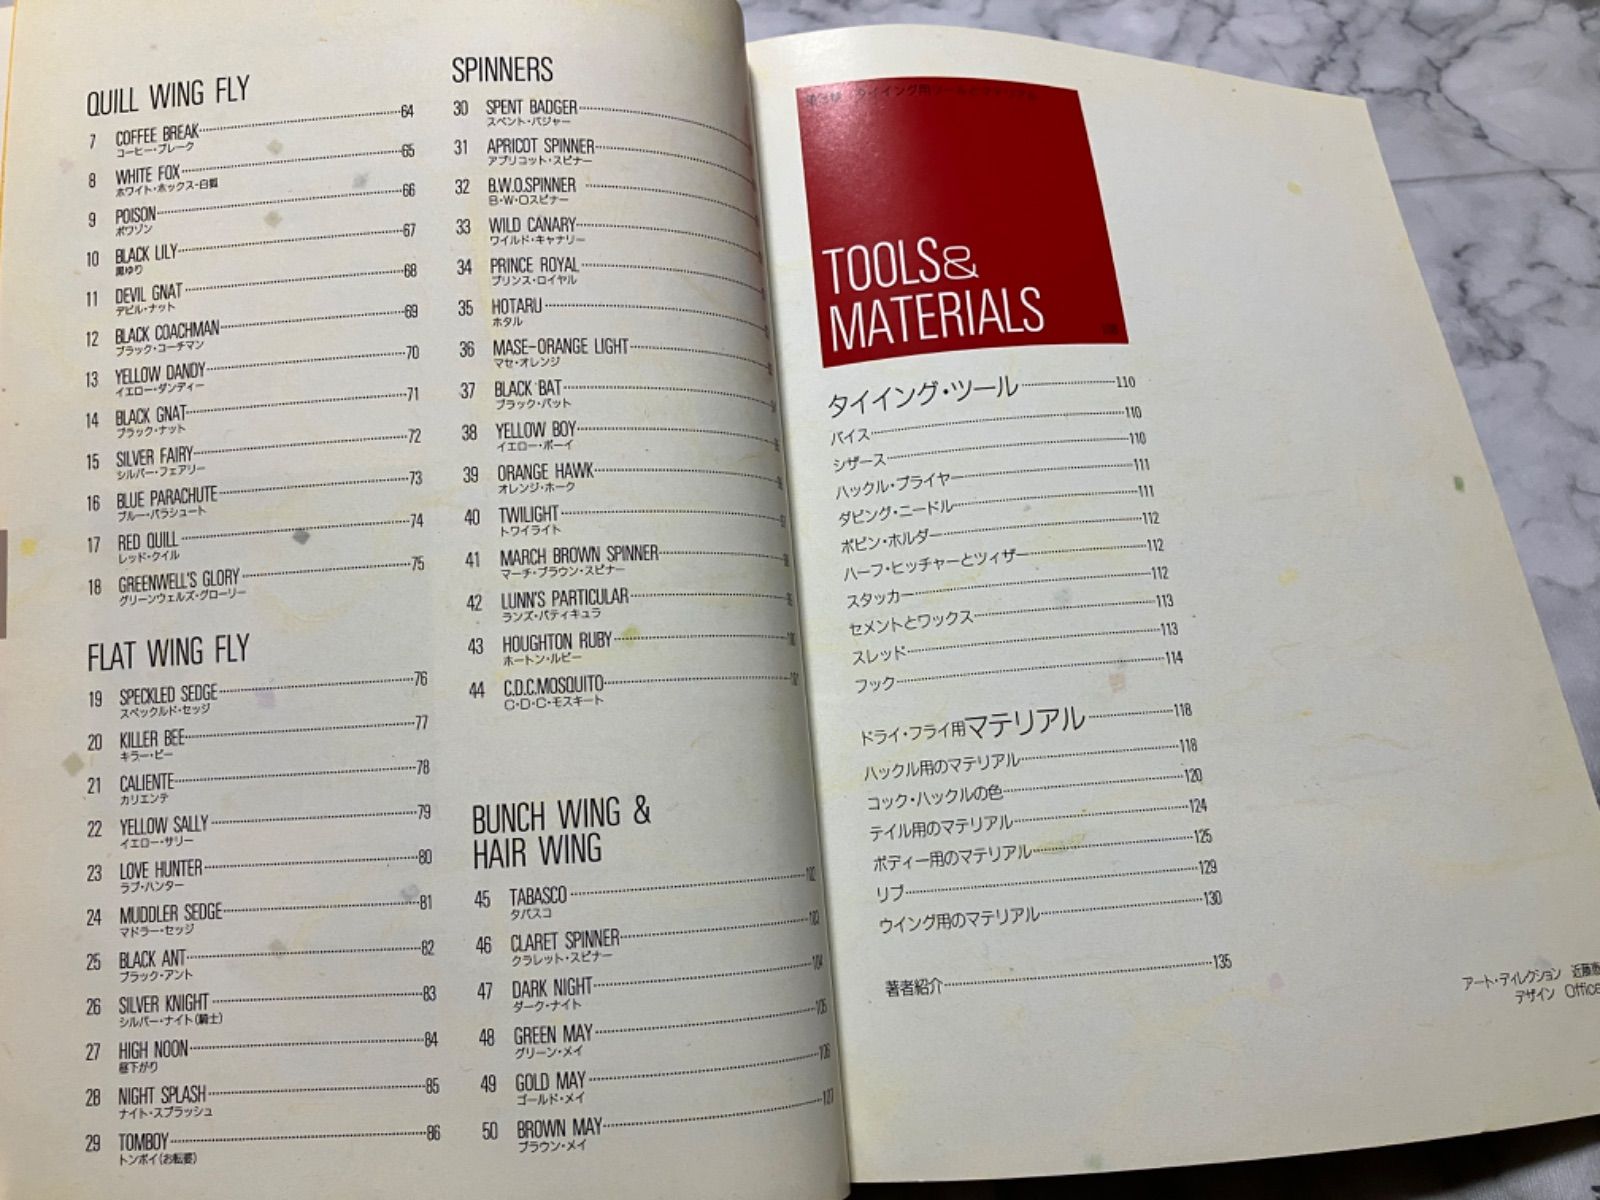 QUILL WING FLY
7 COFFEE BREAK 64
コーヒー・ブレーク
8 WHITE FOX 65
ホワイト・ホックス-白狐
9 POISON 66
ポワゾン
10 BLACK LILY 67
黒ゆり
11 DEVIL GNAT 68
デビル・ナット
12 BLACK COACHMAN 69
ブラック・コーチマン
13 YELLOW DANDY 70
イエロー・ダンディー
14 BLACK GNAT 71
ブラック・ナット
15 SILVER FAIRY 72
シルバー・フェアリー
16 BLUE PARACHUTE 73
ブルー・パラシュート
17 RED QUILL 74
レッド・クイル
18 GREENWELL'S GLORY 75
グリーンウェルズ・グローリー
FLAT WING FLY
19 SPECKLED SEDGE 76
スペックルド・セッジ
20 KILLER BEE 77
キラー・ビー
21 CALIENTE 78
カリエンテ
22 YELLOW SALLY 79
イエロー・サリー
23 LOVE HUNTER 80
ラブ・ハンター
24 MUDDLER SEDGE 81
マドラー・セッジ
25 BLACK ANT 82
ブラック・アント
26 SILVER KNIGHT 83
シルバー・ナイト(騎士)
27 HIGH NOON 84
昼下がり
28 NIGHT SPLASH 85
ナイト・スプラッシュ
29 TOMBOY 86
トンボイ(お転婆)
SPINNERS
30 SPENT BADGER
スペント・バジャー
31 APRICOT SPINNER
アプリコット・スピナー
32 B.W.O.SPINNER
B・W・Oスピナー
33 WILD CANARY
ワイルド・キャナリー
34 PRINCE ROYAL
プリンス・ロイヤル
35 HOTARU
ホタル
36 MASE-ORANGE LIGHT
マセ・オレンジ
37 BLACK BAT
ブラック・バット
38 YELLOW BOY
イエロー・ボーイ
39 ORANGE HAWK
オレンジ・ホーク
40 TWILIGHT
トワイライト
41 MARCH BROWN SPINNER
マーチ・ブラウン・スピナー
42 LUNN'S PARTICULAR
ランズ・パティキュラ
43 HOUGHTON RUBY
ホートン・ルビー
44 C.D.C.MOSQUITO
C・D・C・モスキート
BUNCH WING &
HAIR WING
45 TABASCO 102
タバスコ
46 CLARET SPINNER 103
クラレット・スピナー
47 DARK NIGHT 104
ダーク・ナイト
48 GREEN MAY 105
グリーン・メイ
49 GOLD MAY 106
ゴールド・メイ
50 BROWN MAY 107
ブラウン・メイ
タイイング用ツールとマテリアル
TOOLS&
MATERIALS
タイイング・ツール 110
バイス 110
シザース 110
ハックル・プライヤー 111
ダビング・ニードル 111
ボビン・ホルダー 112
ハーフ・ヒッチャーとツィザー 112
スタッカー 112
セメントとワックス 113
スレッド 113
フック 114
ドライ・フライ用マテリアル 118
ハックル用のマテリアル 118
コック・ハックルの色 120
テイル用のマテリアル 124
ボディー用のマテリアル 125
リブ 129
ウイング用のマテリアル 130
著者紹介 135
アート・ディレクション 近藤
デザイン Office